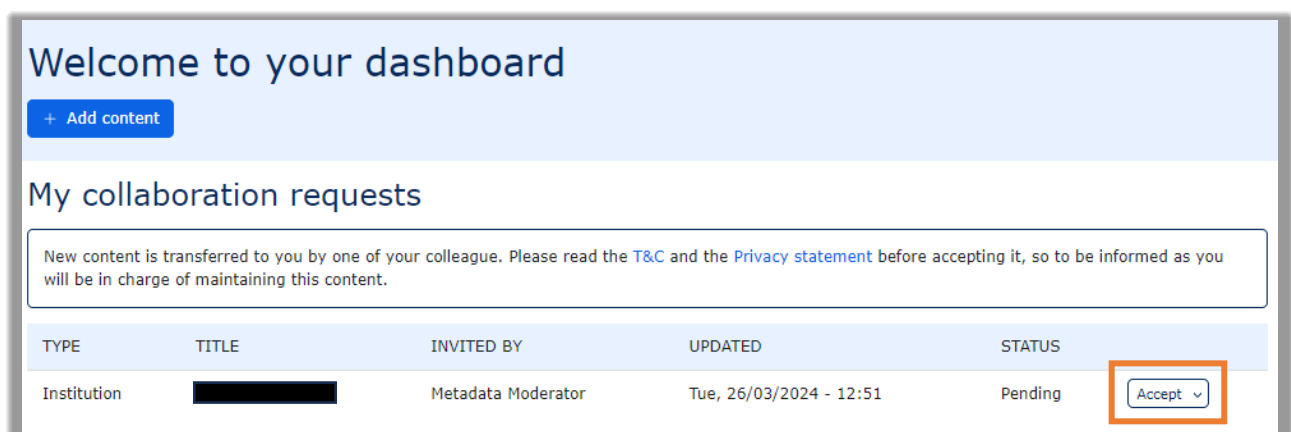 Welcome to your dashboard
+ Add content
My collaboration requests
New content is transferred to you by one of your colleague. Please read the T&C and the Privacy statement before accepting it, so to be informed as you
will be in charge of maintaining this content.
TYPE TITLE INVITED BY UPDATED STATUS
Institution Metadata Moderator Tue, 26/03/2024 - 12:51 Pending Accept